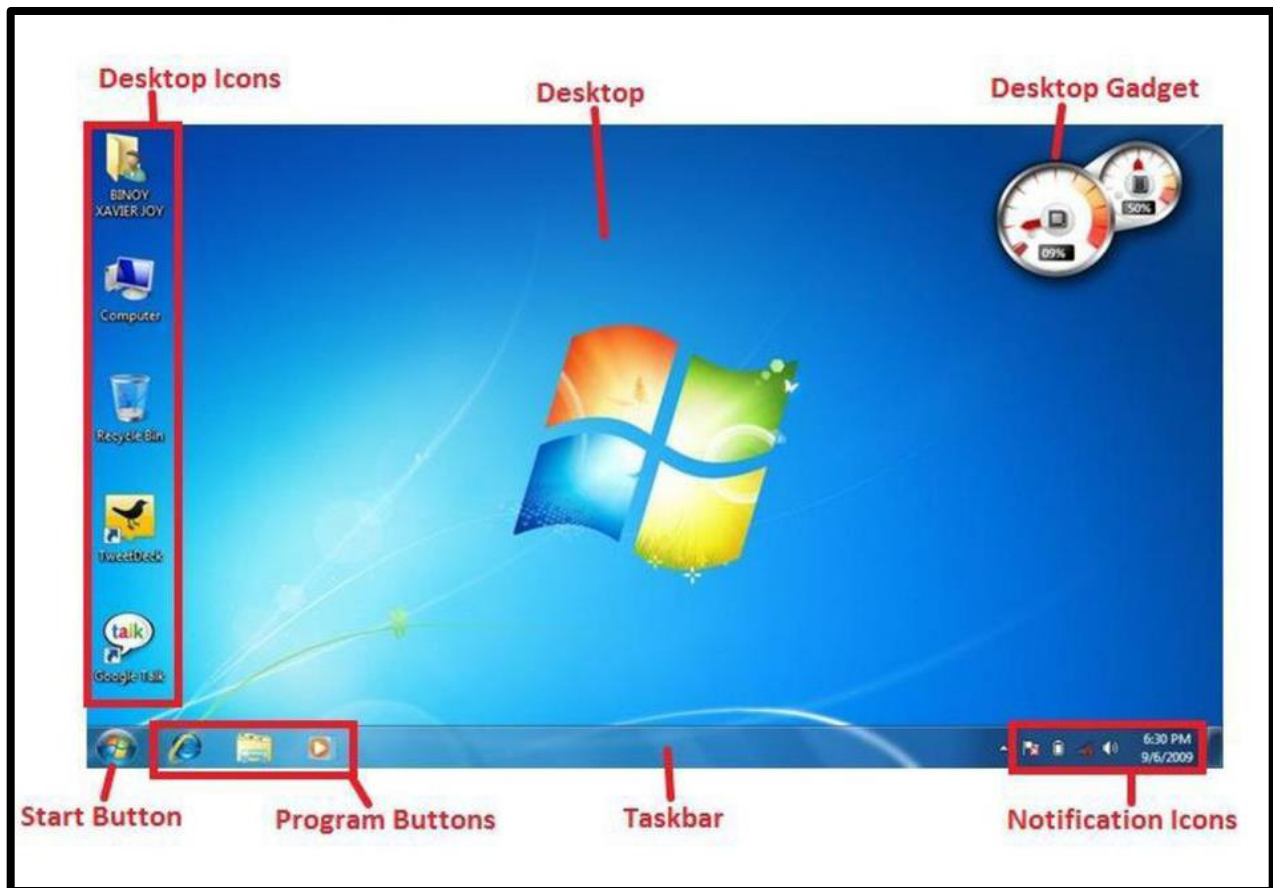 Desktop Icons
Desktop
Desktop Gadget
BINOY
XAVIER JOY
50%
09%
Computer
Recycle Bin
TweetDeck
talk
Google Talk
6:30 PM
9/6/2009
Start Button
Program Buttons
Taskbar
Notification Icons